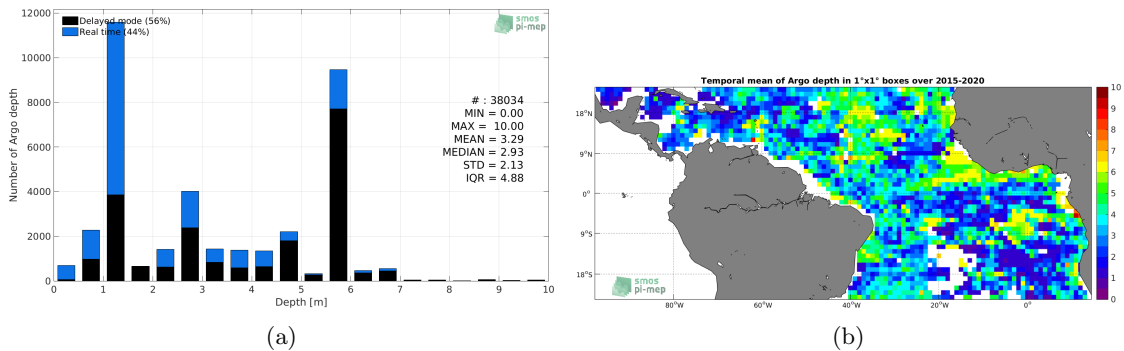 Delayed mode (56%)
Real time (44%)
smos
pi-mep
12000
10000
8000
6000
4000
2000
0
Number of Argo depth
# : 38034
MIN = 0.00
MAX = 10.00
MEAN = 3.29
MEDIAN = 2.93
STD = 2.13
IQR = 4.88
0 1 2 3 4 5 6 7 8 9 10
Depth [m]
(a)
Temporal mean of Argo depth in 1°x1° boxes over 2015-2020
18°N
9°N
0°
9°S
18°S
80°W 60°W 40°W 20°W 0°
smos
pi-mep
10
9
8
7
6
5
4
3
2
1
0
(b)